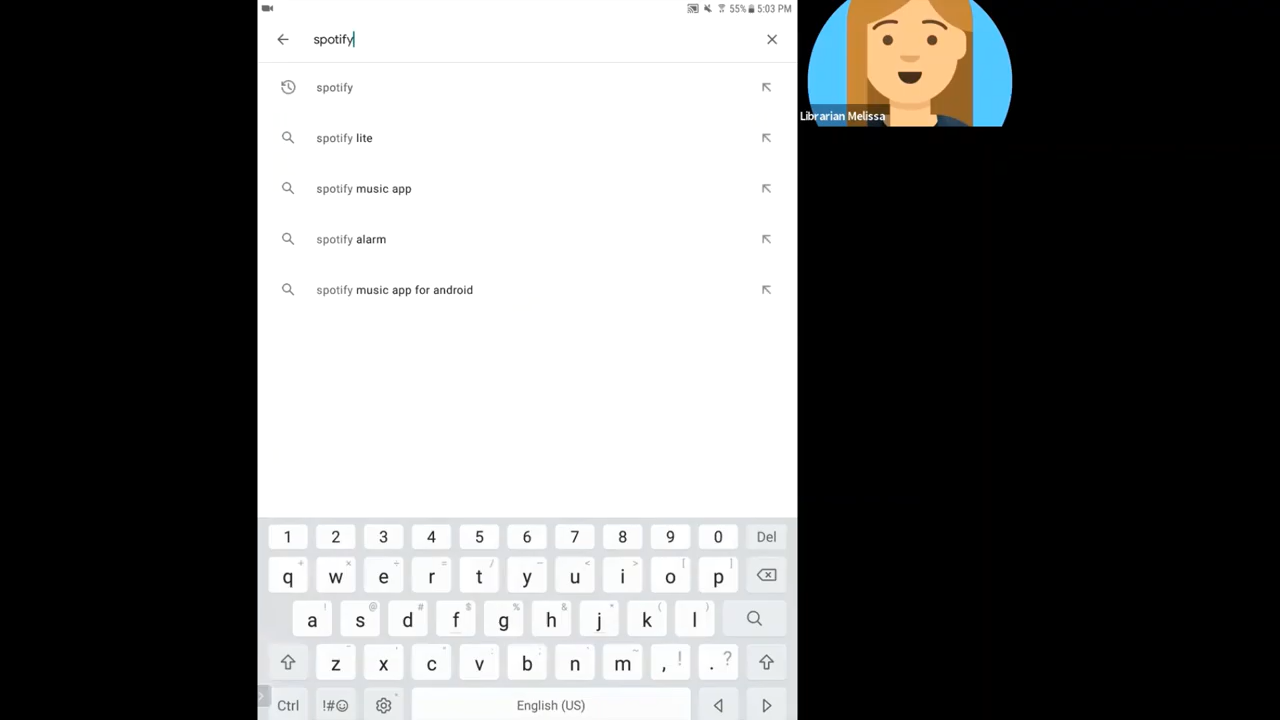 55% 5:03 PM
spotify
spotify
spotify lite
spotify music app
spotify alarm
spotify music app for android
Librarian Melissa
1 2 3 4 5 6 7 8 9 0 Del
q w e r t y u i o p
a s d f g h j k l
z x c v b n m , ! . ?
Ctrl !#☺ English (US)